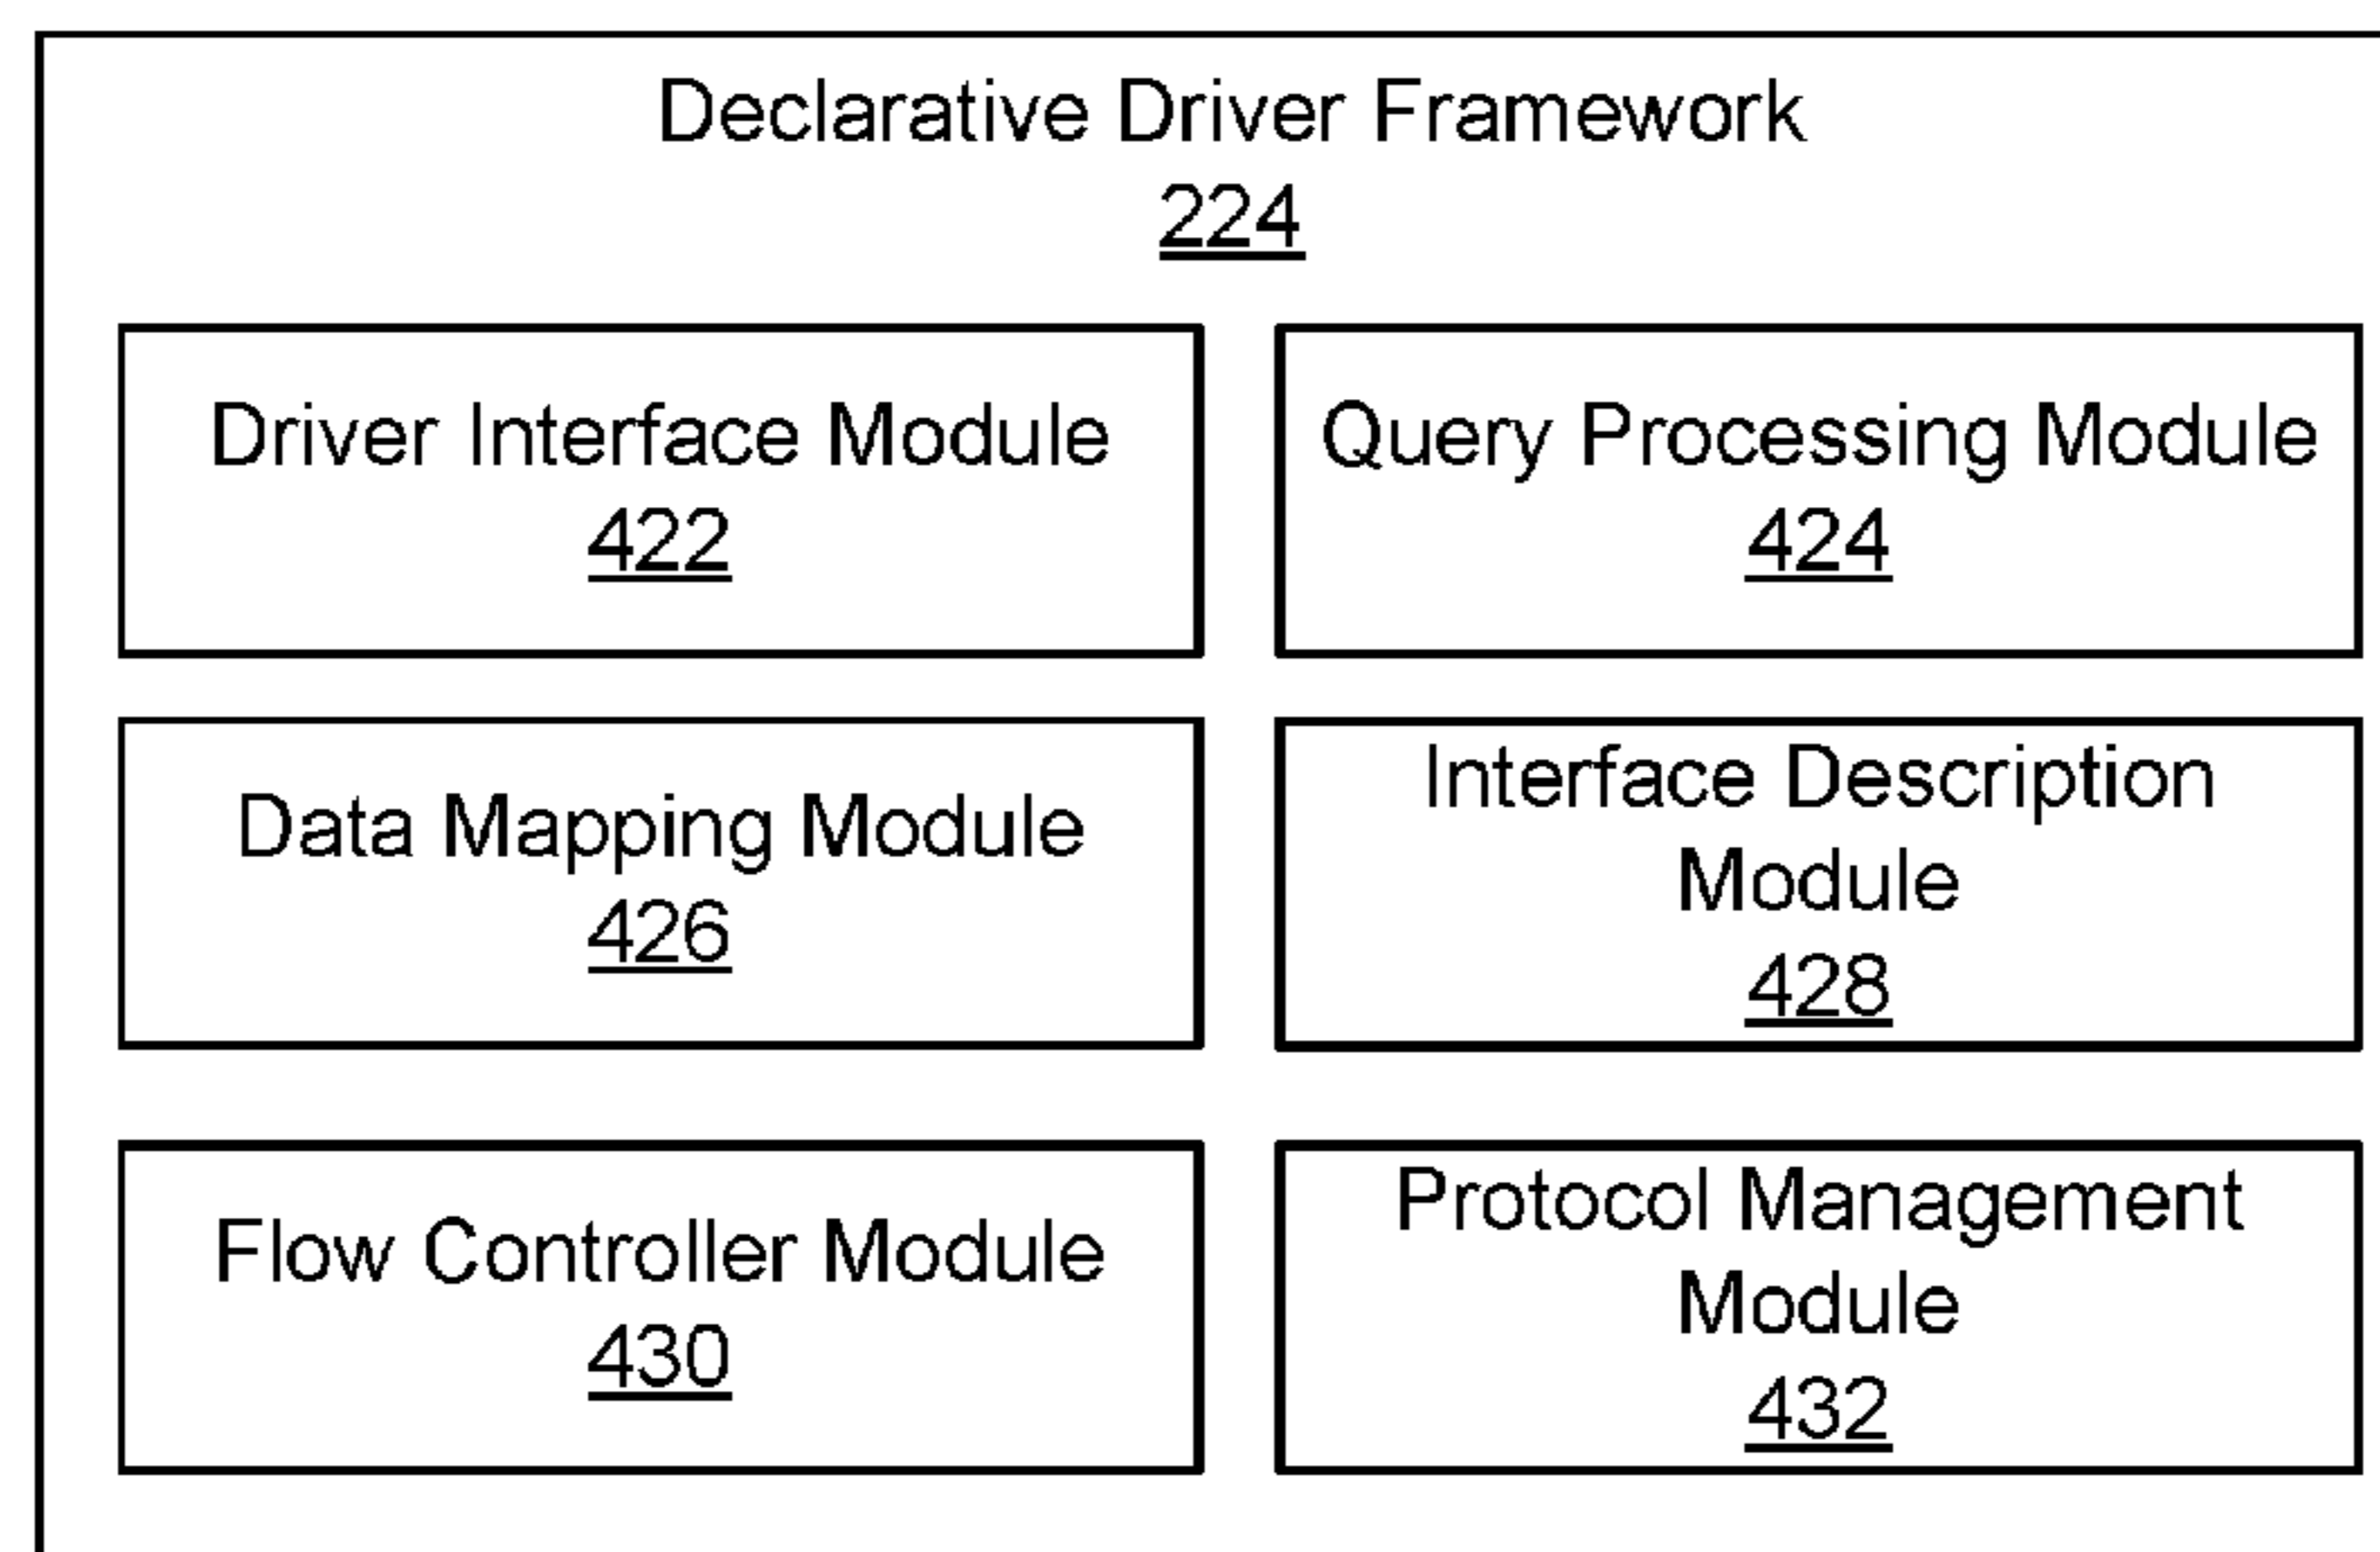 Declarative Driver Framework
224
Driver Interface Module
422
Query Processing Module
424
Data Mapping Module
426
Interface Description
Module
428
Flow Controller Module
430
Protocol Management
Module
432